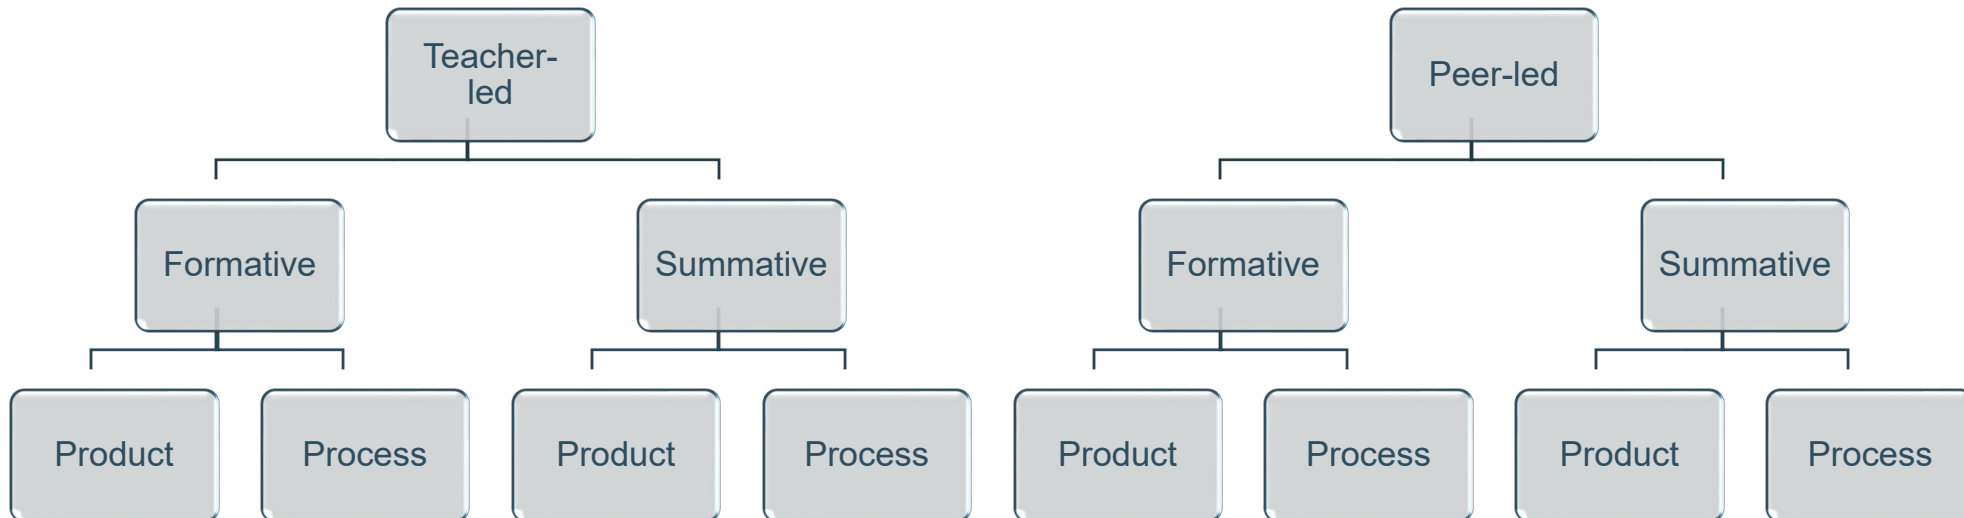 Teacher-
led
Peer-led
Formative
Summative
Formative
Summative
Product
Process
Product
Process
Product
Process
Product
Process